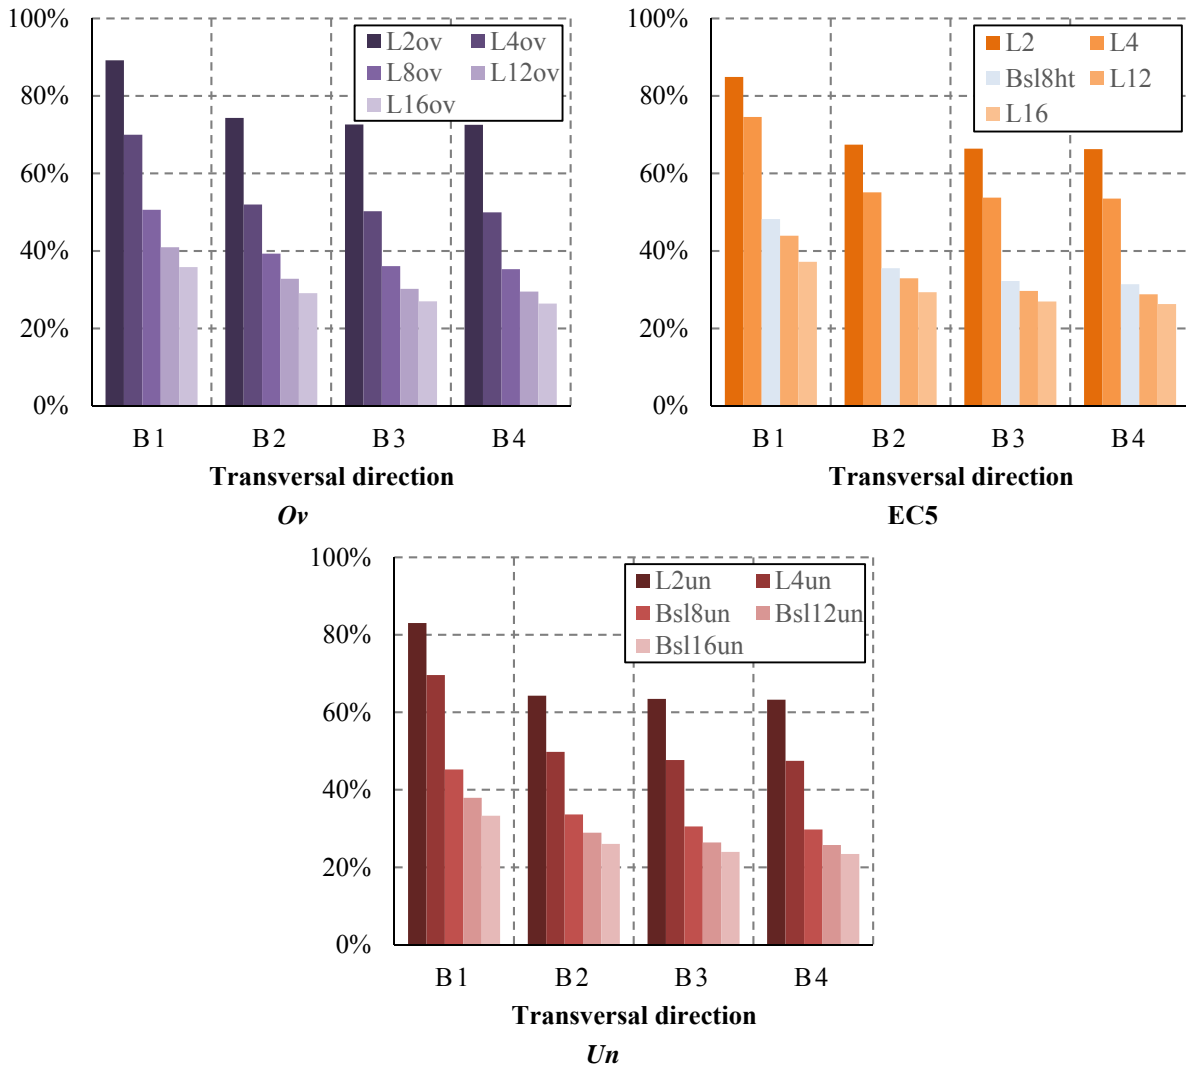 100%
80%
60%
40%
20%
0%
L2ov L4ov
L8ov L12ov
L16ov
B1 B2 B3 B4
Transversal direction
Ov
100%
80%
60%
40%
20%
0%
L2 L4
Bsl8ht L12
L16
B1 B2 B3 B4
Transversal direction
EC5
100%
80%
60%
40%
20%
0%
L2un L4un
Bsl8un Bsl12un
Bsl16un
B1 B2 B3 B4
Transversal direction
Un